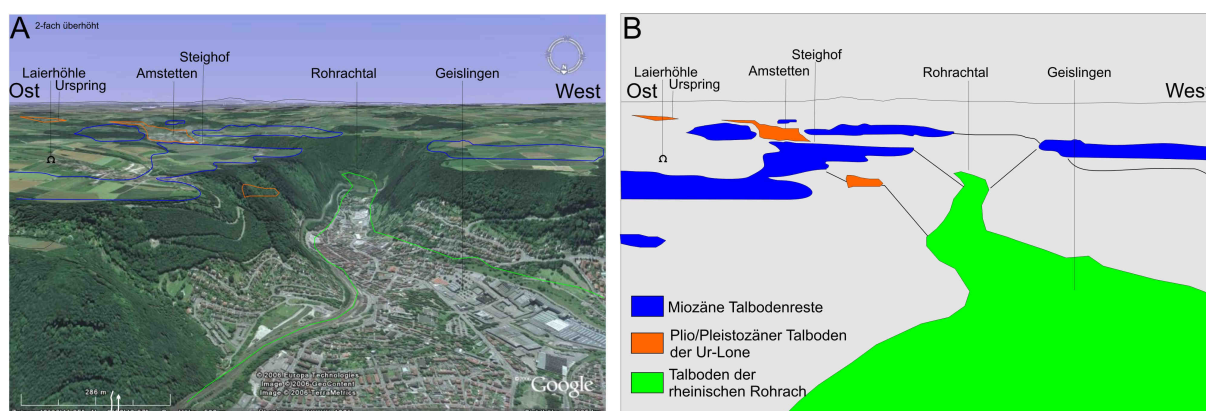 A
2-fach überhöht
Steighof
Laierhöhle
Amstetten
Rohrachtal
Geislingen
Ost
Urspring
West
286 m
© 2006 Europa Technologies
Image © 2006 GeoContent
Image © 2006 TerraMetrics
Google
B
Steighof
Laierhöhle
Amstetten
Rohrachtal
Geislingen
Ost
Urspring
West
Miozäne Talbodenreste
Plio/Pleistozäner Talboden
der Ur-Lone
Talboden der
rheinischen Rohrach